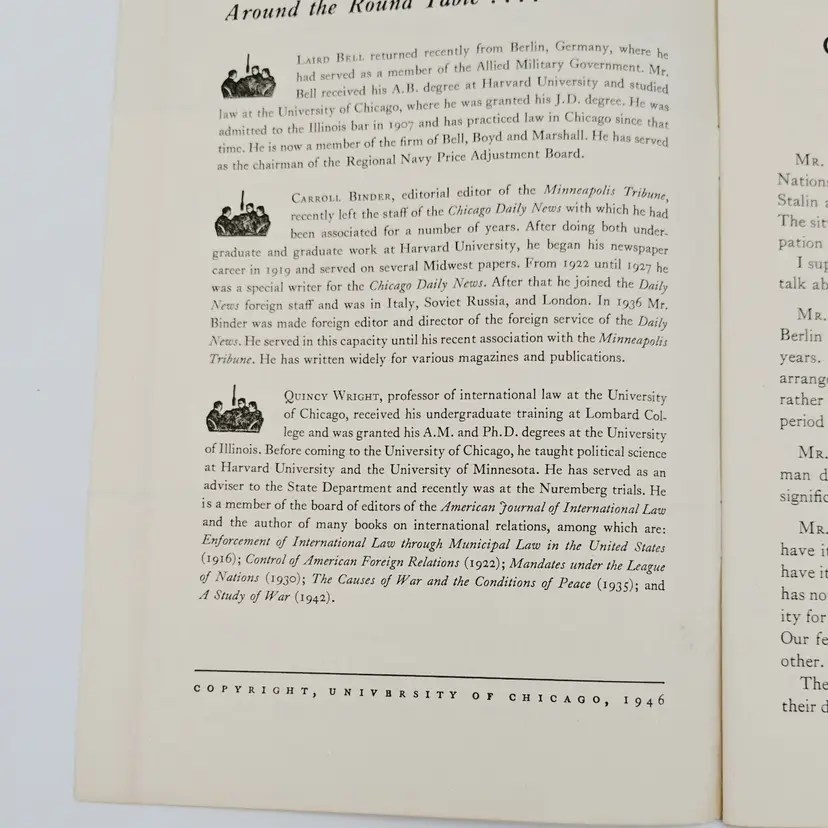 Around the Round Table . . . .
LAIRD BELL returned recently from Berlin, Germany, where he
had served as a member of the Allied Military Government. Mr.
Bell received his A.B. degree at Harvard University and studied
law at the University of Chicago, where he was granted his J.D. degree. He was
admitted to the Illinois bar in 1907 and has practiced law in Chicago since that
time. He is now a member of the firm of Bell, Boyd and Marshall. He has served
as the chairman of the Regional Navy Price Adjustment Board.
CARROLL BINDER, editorial editor of the Minneapolis Tribune,
recently left the staff of the Chicago Daily News with which he had
been associated for a number of years. After doing both under-
graduate and graduate work at Harvard University, he began his newspaper
career in 1919 and served on several Midwest papers. From 1922 until 1927 he
was a special writer for the Chicago Daily News. After that he joined the Daily
News foreign staff and was in Italy, Soviet Russia, and London. In 1936 Mr.
Binder was made foreign editor and director of the foreign service of the Daily
News. He served in this capacity until his recent association with the Minneapolis
Tribune. He has written widely for various magazines and publications.
QUINCY WRIGHT, professor of international law at the University
of Chicago, received his undergraduate training at Lombard Col-
lege and was granted his A.M. and Ph.D. degrees at the University
of Illinois. Before coming to the University of Chicago, he taught political science
at Harvard University and the University of Minnesota. He has served as an
adviser to the State Department and recently was at the Nuremberg trials. He
is a member of the board of editors of the American Journal of International Law
and the author of many books on international relations, among which are:
Enforcement of International Law through Municipal Law in the United States
(1916); Control of American Foreign Relations (1922); Mandates under the League
of Nations (1930); The Causes of War and the Conditions of Peace (1935); and
A Study of War (1942).
COPYRIGHT, UNIVERSITY OF CHICAGO, 1946
MR.
Nations
Stalin a
The sit
pation
I sup
talk ab
MR.
Berlin
years.
arrang
rather
period
MR.
man d
signific
MR.
have it
have it
has no
ity for
Our fe
other.
The
their d